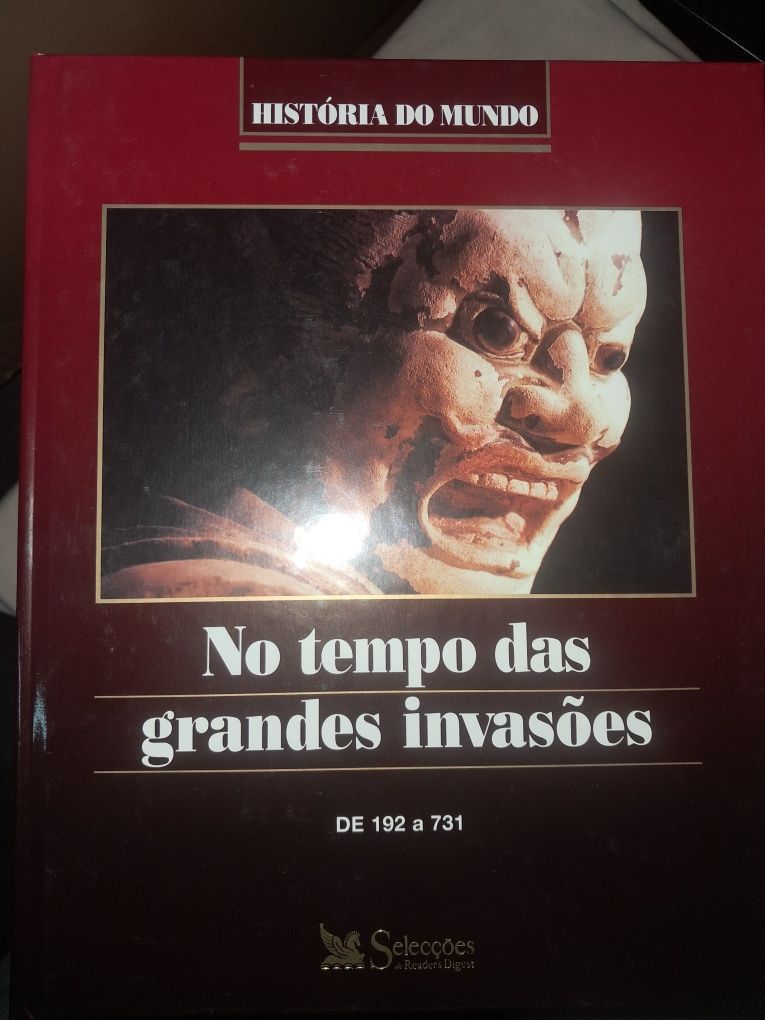 HISTÓRIA DO MUNDO
No tempo das
grandes invasões
DE 192 a 731
Selecções
do Reader's Digest